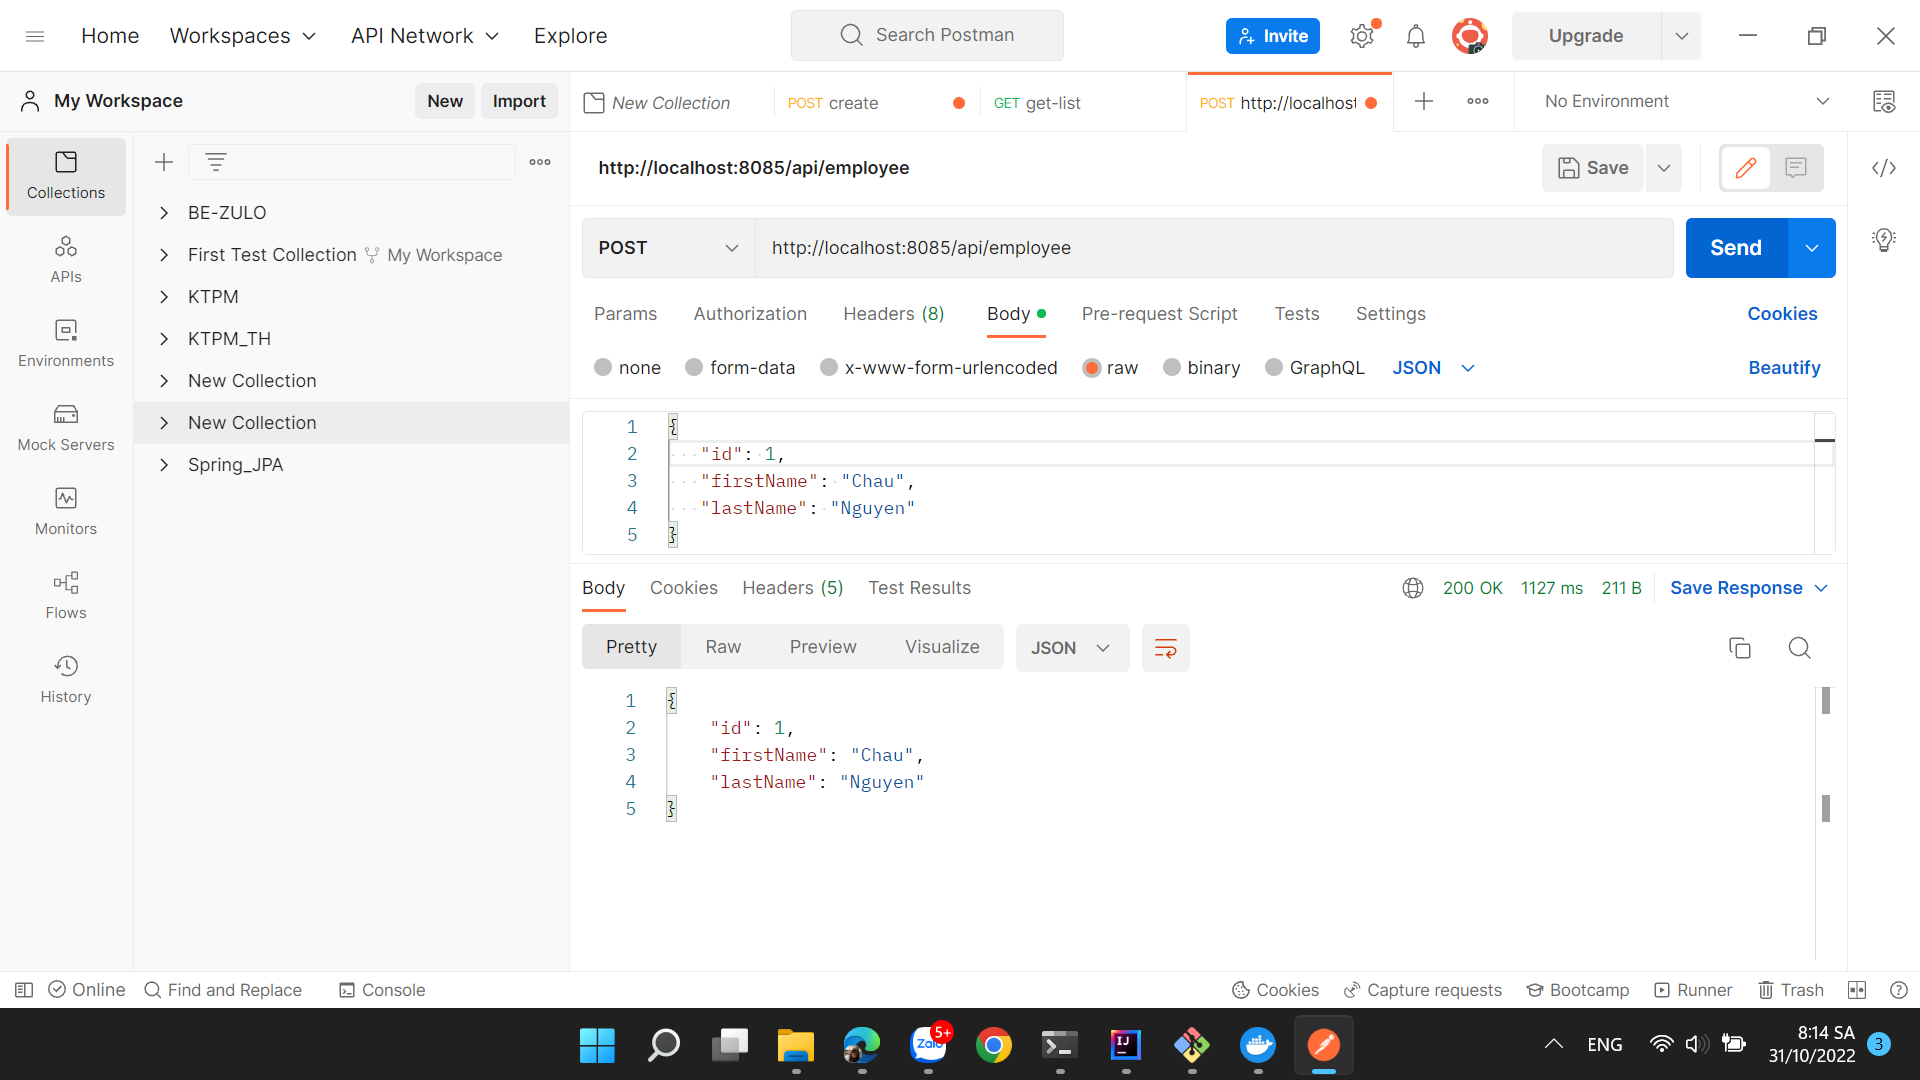 Home
Workspaces
API Network
Explore
Search Postman
Invite
Upgrade
My Workspace
New
Import
New Collection
POST create
GET get-list
POST http://localhost
No Environment
Collections
APIs
Environments
Mock Servers
Monitors
Flows
History
BE-ZULO
First Test Collection My Workspace
KTPM
KTPM_TH
New Collection
New Collection
Spring_JPA
http://localhost:8085/api/employee
Save
POST
http://localhost:8085/api/employee
Send
Params
Authorization
Headers (8)
Body
Pre-request Script
Tests
Settings
Cookies
none
form-data
x-www-form-urlencoded
raw
binary
GraphQL
JSON
Beautify
1 {
2 "id": 1,
3 "firstName": "Chau",
4 "lastName": "Nguyen"
5 }
Body
Cookies
Headers (5)
Test Results
200 OK
1127 ms
211 B
Save Response
Pretty
Raw
Preview
Visualize
JSON
1 {
2 "id": 1,
3 "firstName": "Chau",
4 "lastName": "Nguyen"
5 }
Online
Find and Replace
Console
Cookies
Capture requests
Bootcamp
Runner
Trash
Zalo
5+
IJ
ENG
8:14 SA
31/10/2022
3